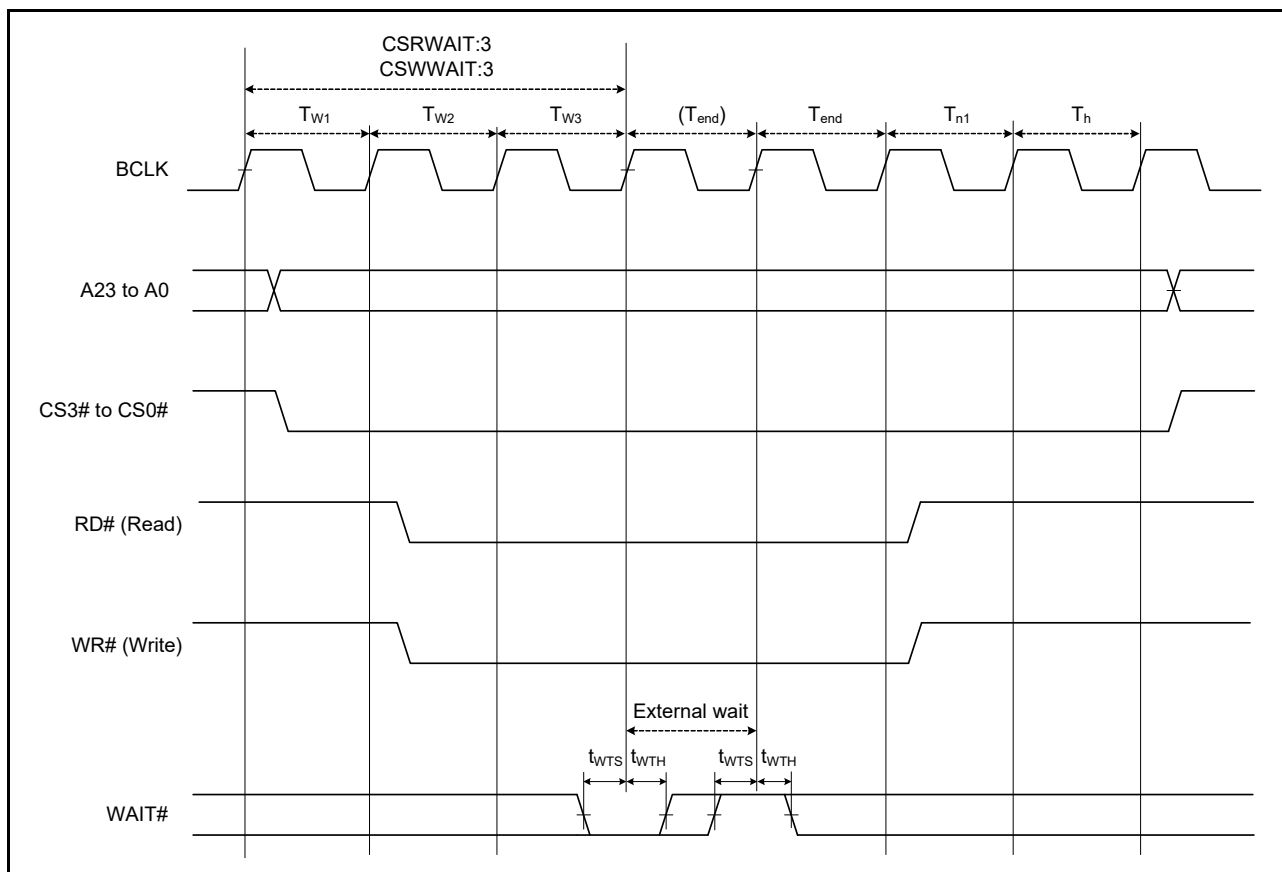 CSRWAIT:3
CSWWAIT:3
TW1 TW2 TW3 (Tend) Tend Tn1 Th
BCLK
A23 to A0
CS3# to CS0#
RD# (Read)
WR# (Write)
External wait
tWTS tWTH tWTS tWTH
WAIT#